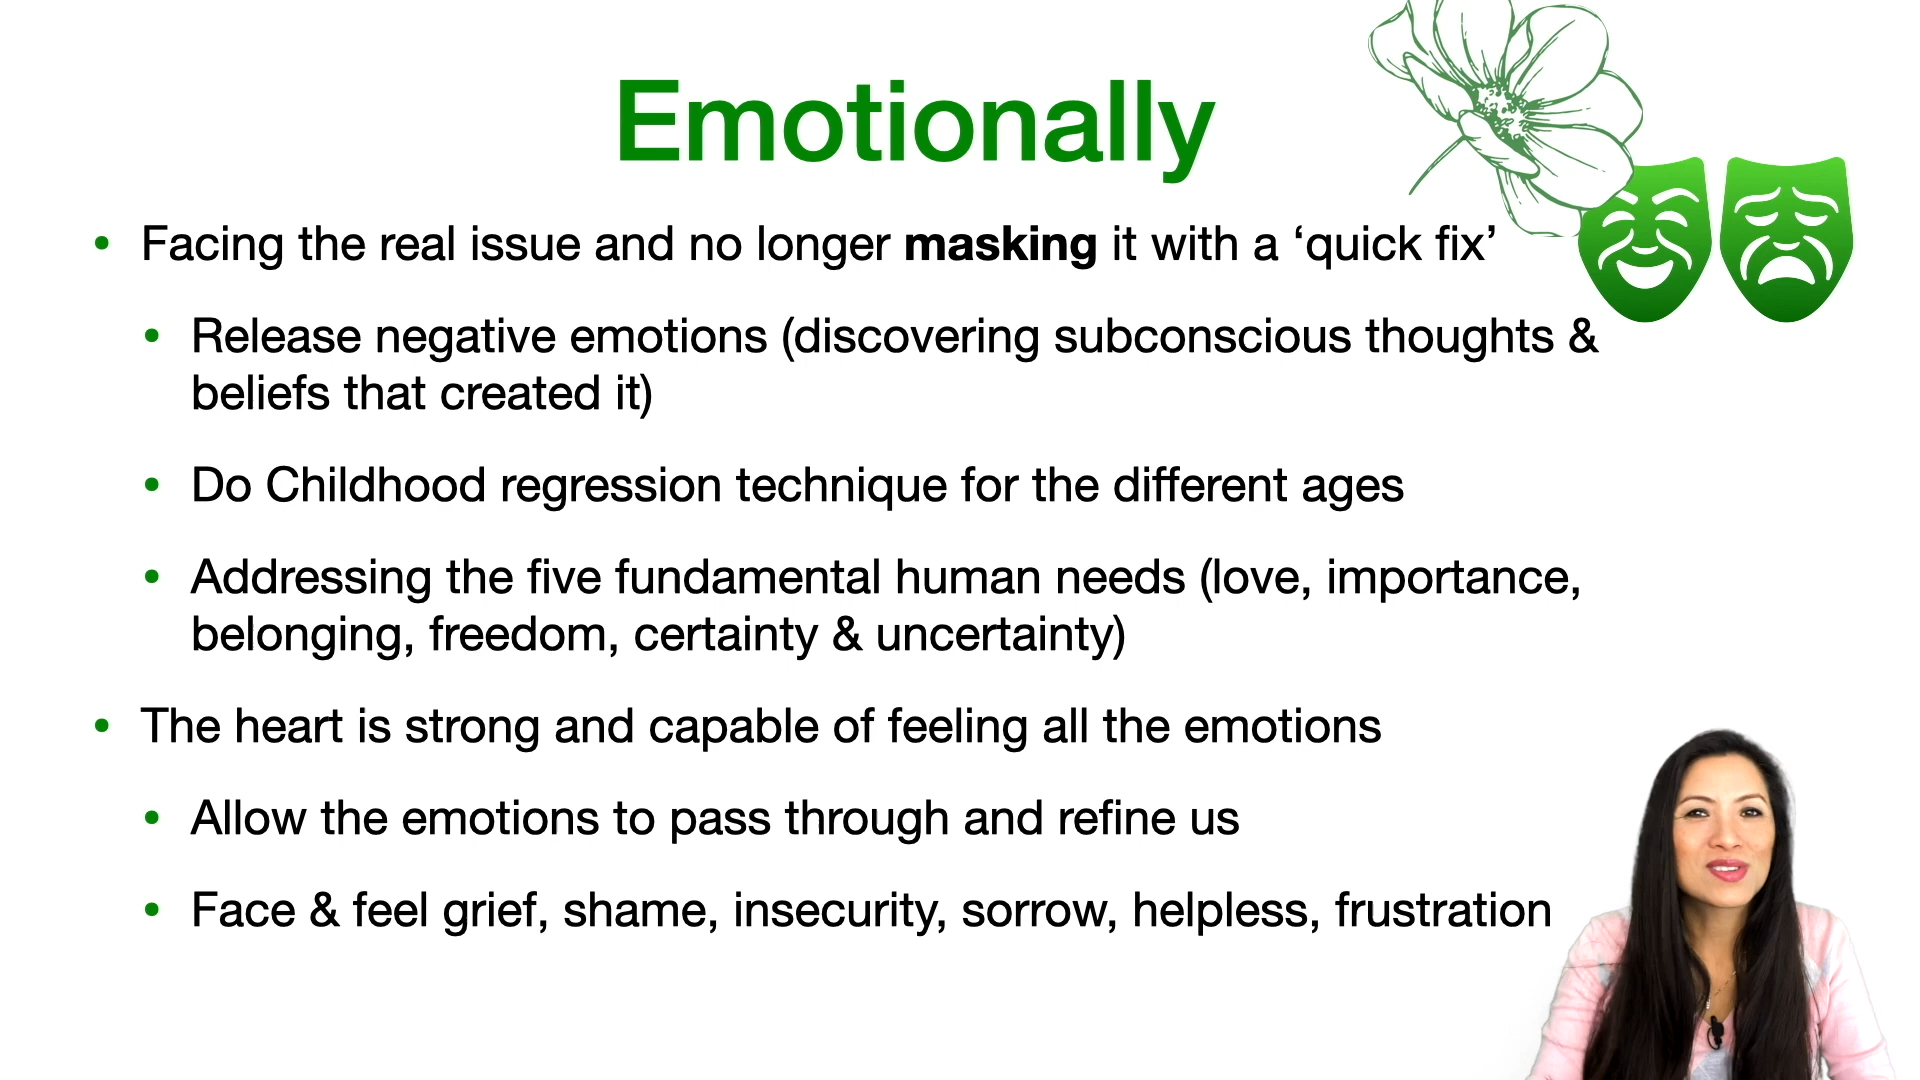 Emotionally
• Facing the real issue and no longer masking it with a ‘quick fix’
• Release negative emotions (discovering subconscious thoughts &
beliefs that created it)
• Do Childhood regression technique for the different ages
• Addressing the five fundamental human needs (love, importance,
belonging, freedom, certainty & uncertainty)
• The heart is strong and capable of feeling all the emotions
• Allow the emotions to pass through and refine us
• Face & feel grief, shame, insecurity, sorrow, helpless, frustration